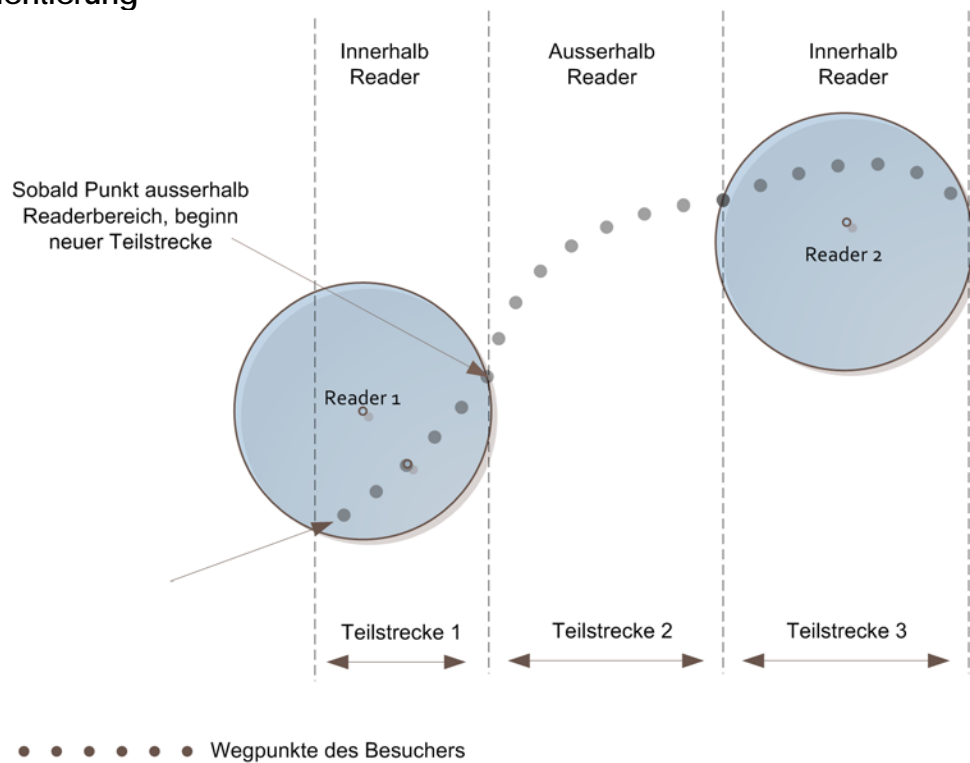 Innerhalb
Reader
Ausserhalb
Reader
Innerhalb
Reader
Sobald Punkt ausserhalb
Readerbereich, beginn
neuer Teilstrecke
Reader 2
Reader 1
Teilstrecke 1
Teilstrecke 2
Teilstrecke 3
Wegpunkte des Besuchers